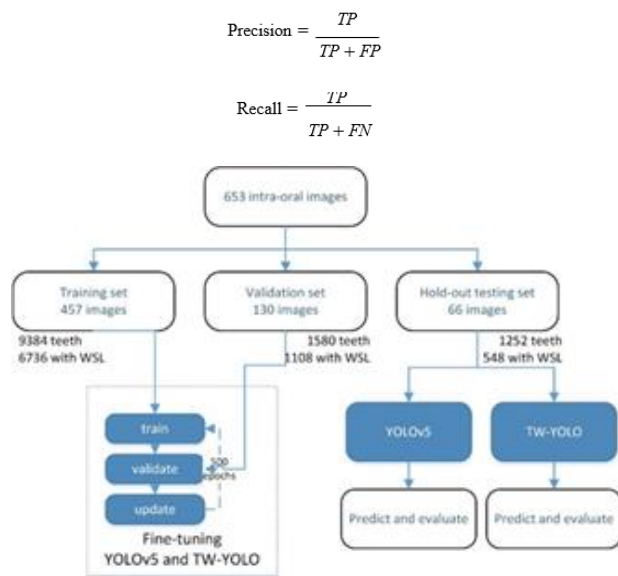 Precision = TP / TP + FP
Recall = TP / TP + FN
653 intra-oral images
Training set
457 images
Validation set
130 images
Hold-out testing set
66 images
9384 teeth
6736 with WSL
1580 teeth
1108 with WSL
1252 teeth
548 with WSL
train
validate
update
500
epochs
Fine-tuning
YOLOv5 and TW-YOLO
YOLOv5
TW-YOLO
Predict and evaluate
Predict and evaluate